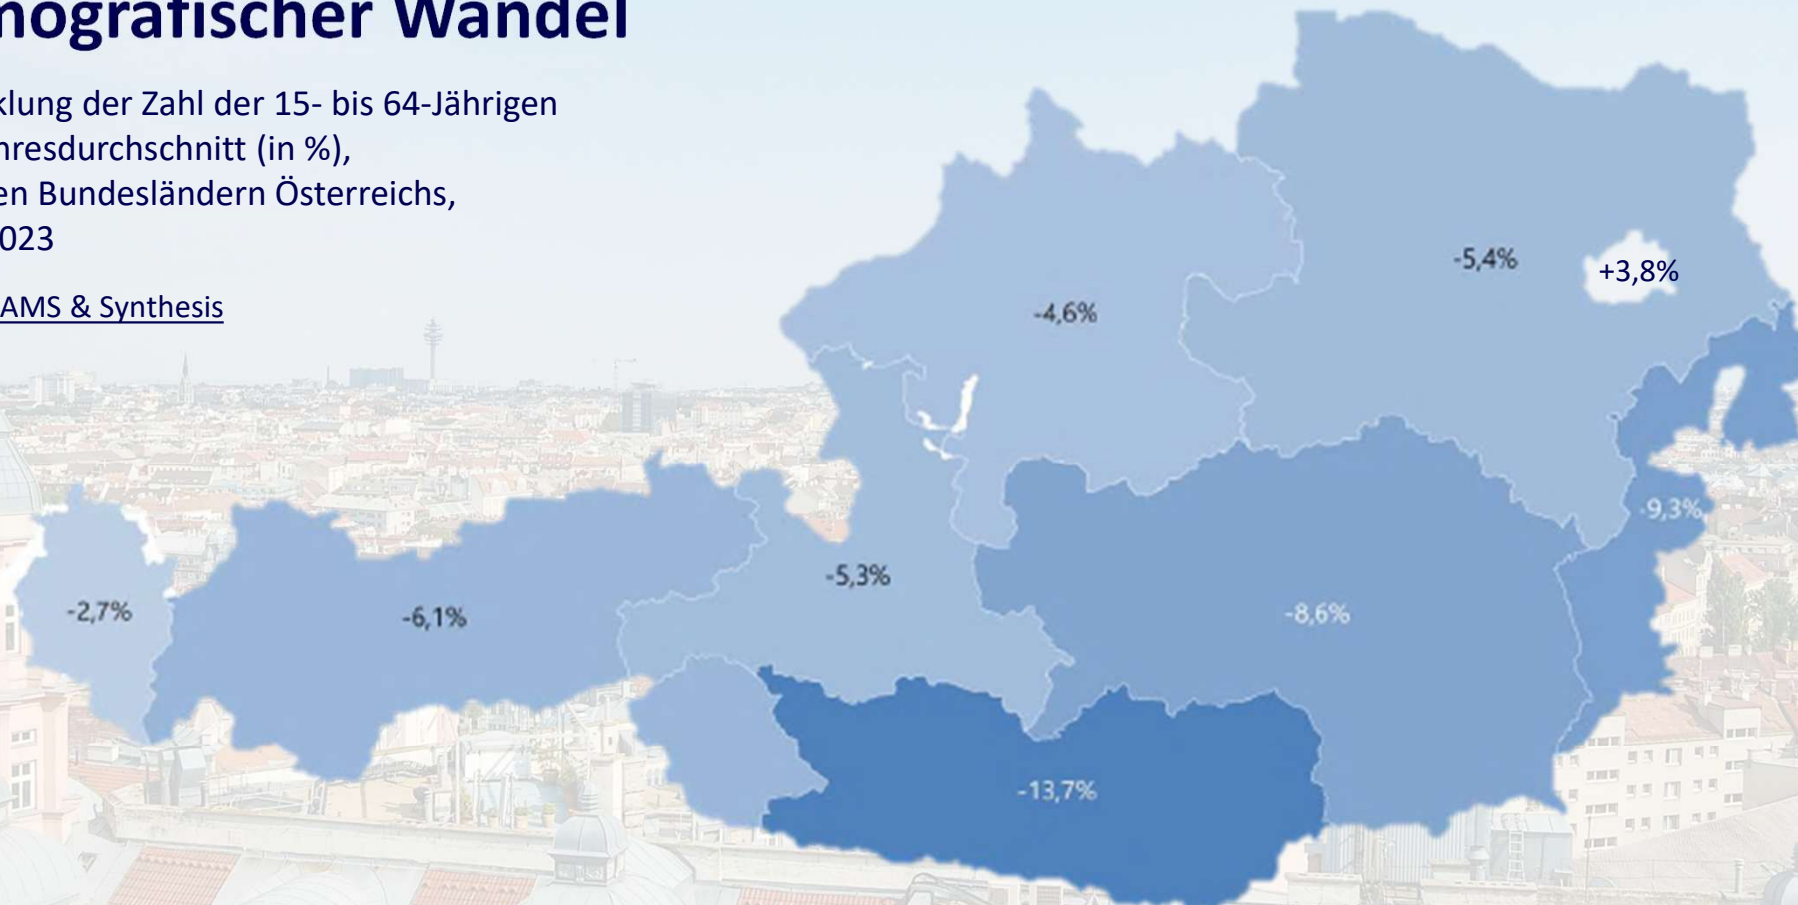 nografischer Wandel
klung der Zahl der 15- bis 64-Jährigen
hresdurchschnitt (in %),
en Bundesländern Österreichs,
023
AMS & Synthesis
-5,4%
+3,8%
-4,6%
-9,3%
-5,3%
-2,7%
-6,1%
-8,6%
-13,7%